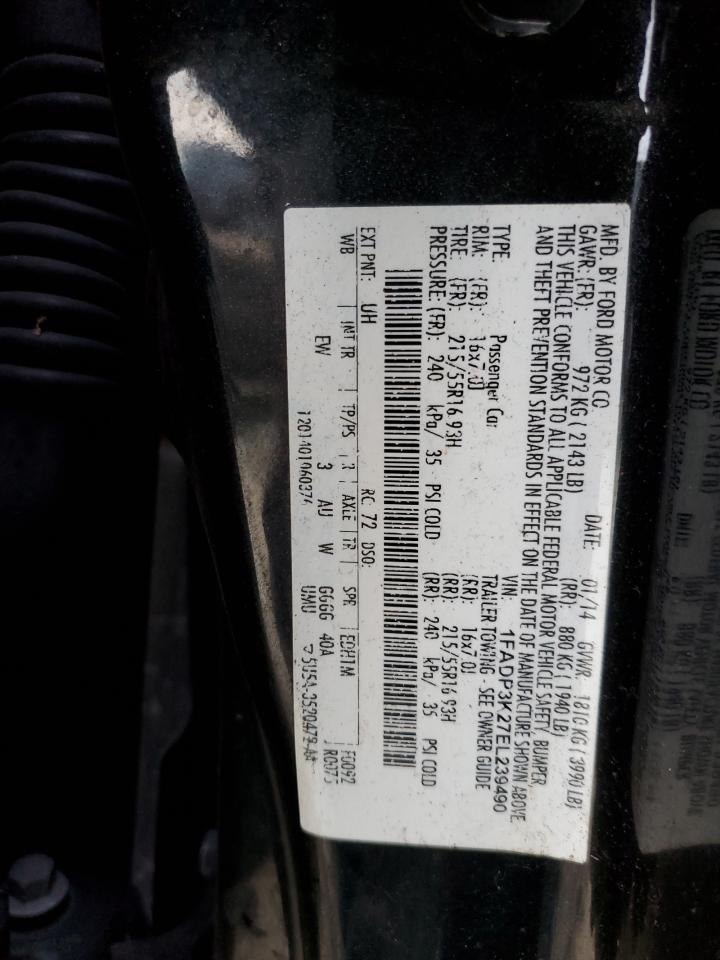 MFD. BY FORD MOTOR CO. DATE: 01/14 GVWR: 1810 KG ( 3990 LB)
GAWR: (FR): 972 KG ( 2143 LB) (RR): 880 KG ( 1940 LB)
THIS VEHICLE CONFORMS TO ALL APPLICABLE FEDERAL MOTOR VEHICLE SAFETY, BUMPER
AND THEFT PREVENTION STANDARDS IN EFFECT ON THE DATE OF MANUFACTURE SHOWN ABOVE.
VIN: 1FADP3K27EL239490
TYPE: Passenger Car TRAILER TOWING - SEE OWNER GUIDE
RIM: (FR): 16x7.0J (RR): 16x7.0J
TIRE: (FR): 215/55R16 93H (RR): 215/55R16 93H
PRESSURE: (FR): 240 kPa/ 35 PSI COLD (RR): 240 kPa/ 35 PSI COLD
EXT PNT: UH RC: 72 DSO:
WB INT TR TP/PS R AXLE TR SPR
EW 3 AU W GGGG 40A
UMU